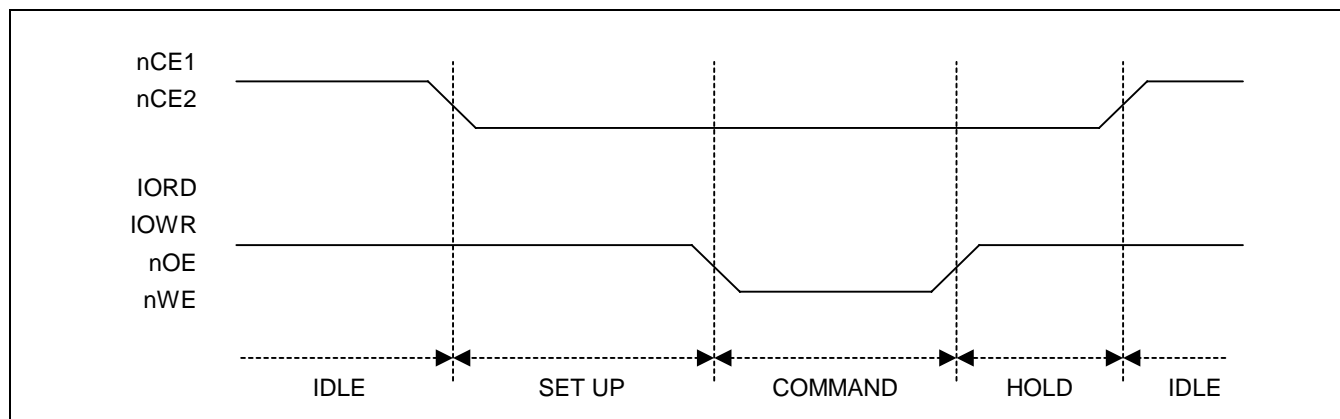 nCE1
nCE2
IORD
IOWR
nOE
nWE
IDLE
SET UP
COMMAND
HOLD
IDLE